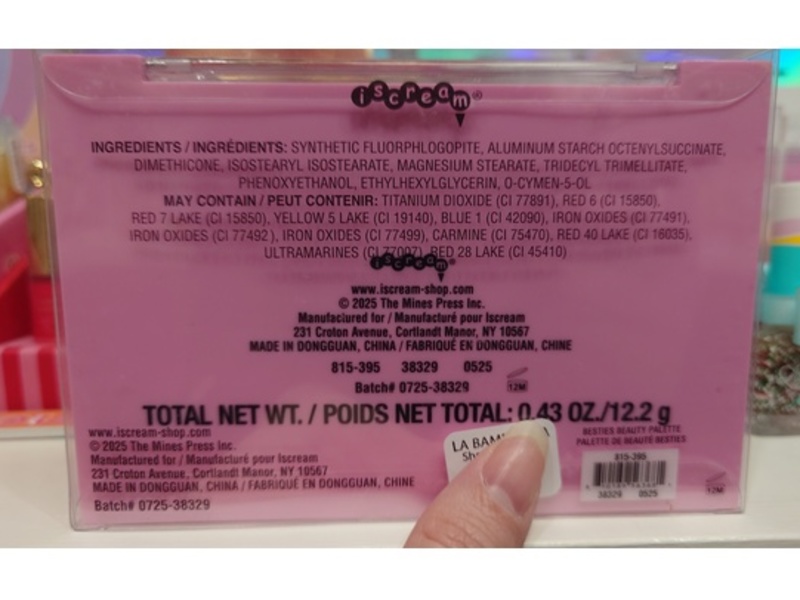 iscream®
INGREDIENTS / INGRÉDIENTS: SYNTHETIC FLUORPHLOGOPITE, ALUMINUM STARCH OCTENYLSUCCINATE,
DIMETHICONE, ISOSTEARYL ISOSTEARATE, MAGNESIUM STEARATE, TRIDECYL TRIMELLITATE,
PHENOXYETHANOL, ETHYLHEXYLGLYCERIN, O-CYMEN-5-OL
MAY CONTAIN / PEUT CONTENIR: TITANIUM DIOXIDE (CI 77891), RED 6 (CI 15850),
RED 7 LAKE (CI 15850), YELLOW 5 LAKE (CI 19140), BLUE 1 (CI 42090), IRON OXIDES (CI 77491),
IRON OXIDES (CI 77492 ), IRON OXIDES (CI 77499), CARMINE (CI 75470), RED 40 LAKE (CI 16035),
ULTRAMARINES (CI 77007), RED 28 LAKE (CI 45410)
iscream®
www.iscream-shop.com
© 2025 The Mines Press Inc.
Manufactured for / Manufacturé pour Iscream
231 Croton Avenue, Cortlandt Manor, NY 10567
MADE IN DONGGUAN, CHINA / FABRIQUÉ EN DONGGUAN, CHINE
815-395 38329 0525
Batch# 0725-38329
12M
TOTAL NET WT. / POIDS NET TOTAL: 0.43 OZ./12.2 g
www.iscream-shop.com
© 2025 The Mines Press Inc.
Manufactured for / Manufacturé pour Iscream
231 Croton Avenue, Cortlandt Manor, NY 10567
MADE IN DONGGUAN, CHINA / FABRIQUÉ EN DONGGUAN, CHINE
Batch# 0725-38329
LA
BESTIES BEAUTY PALETTE
PALETTE DE BEAUTÉ BESTIES
815-395
38329 0525
12M